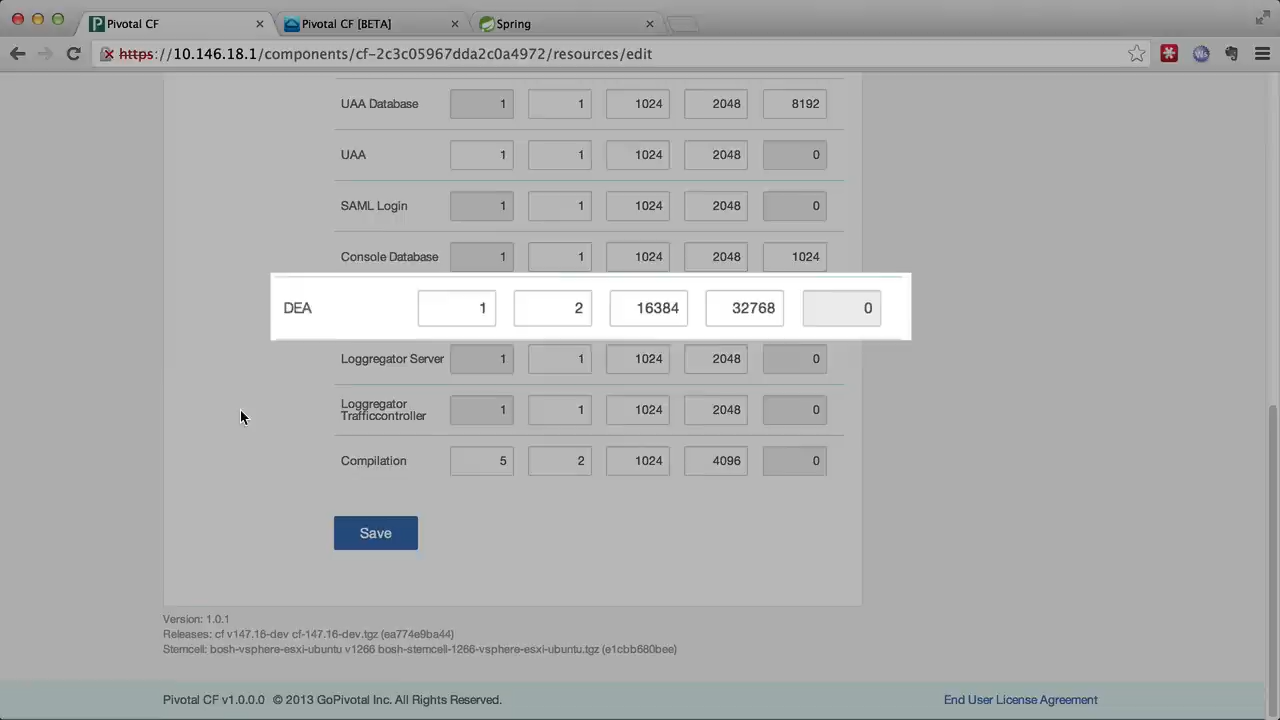 Pivotal CF
Pivotal CF [BETA]
Spring
https://10.146.18.1/components/cf-2c3c05967dda2c0a4972/resources/edit
UAA Database 1 1 1024 2048 8192
UAA 1 1 1024 2048 0
SAML Login 1 1 1024 2048 0
Console Database 1 1 1024 2048 1024
DEA 1 2 16384 32768 0
Loggregator Server 1 1 1024 2048 0
Loggregator
Trafficcontroller 1 1 1024 2048 0
Compilation 5 2 1024 4096 0
Save
Version: 1.0.1
Releases: cf v147.16-dev cf-147.16-dev.tgz (ea774e9ba44)
Stemcell: bosh-vsphere-esxi-ubuntu v1266 bosh-stemcell-1266-vsphere-esxi-ubuntu.tgz (e1cbb680bee)
Pivotal CF v1.0.0.0 © 2013 GoPivotal Inc. All Rights Reserved.
End User License Agreement